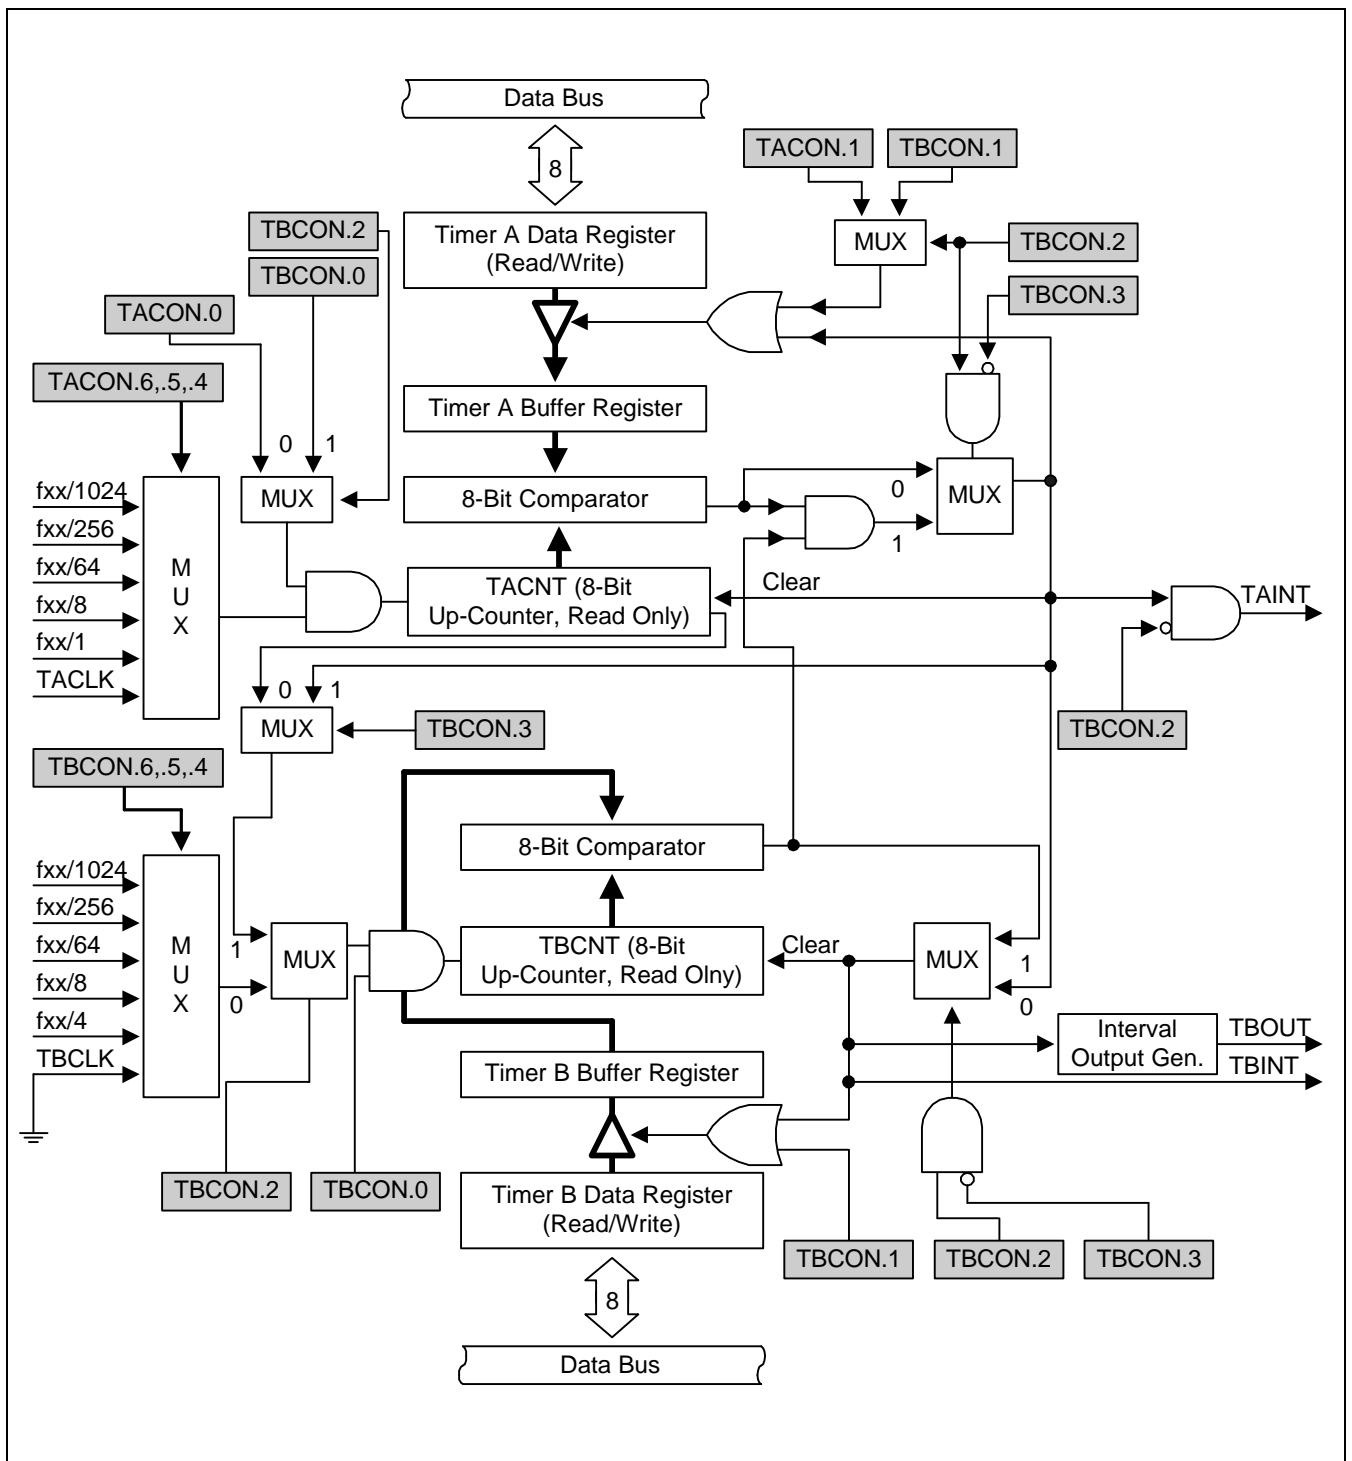 Data Bus
8
TACON.1
TBCON.1
TBCON.2
Timer A Data Register
(Read/Write)
MUX
TBCON.2
TBCON.0
TBCON.3
TACON.0
TACON.6,.5,.4
Timer A Buffer Register
0
1
fxx/1024
MUX
8-Bit Comparator
0
MUX
fxx/256
1
fxx/64
M
U
X
TACNT (8-Bit
Up-Counter, Read Only)
Clear
fxx/8
TAINT
fxx/1
TACLK
0
1
MUX
TBCON.3
TBCON.2
TBCON.6,.5,.4
8-Bit Comparator
fxx/1024
fxx/256
fxx/64
M
U
X
1
MUX
TBCNT (8-Bit
Up-Counter, Read Olny)
Clear
MUX
1
fxx/8
0
0
fxx/4
Interval
Output Gen.
TBOUT
TBCLK
Timer B Buffer Register
TBINT
TBCON.2
TBCON.0
Timer B Data Register
(Read/Write)
TBCON.1
TBCON.2
TBCON.3
8
Data Bus